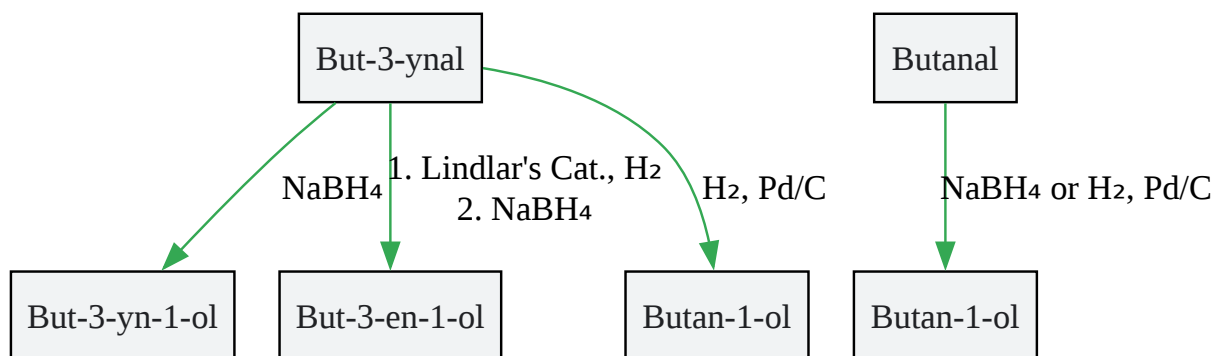 But-3-ynal
Butanal
NaBH₄
1. Lindlar's Cat., H₂
2. NaBH₄
H₂, Pd/C
NaBH₄ or H₂, Pd/C
But-3-yn-1-ol
But-3-en-1-ol
Butan-1-ol
Butan-1-ol